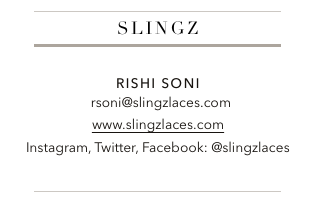 SLINGZ
RISHI SONI
rsoni@slingzlaces.com
www.slingzlaces.com
Instagram, Twitter, Facebook: @slingzlaces